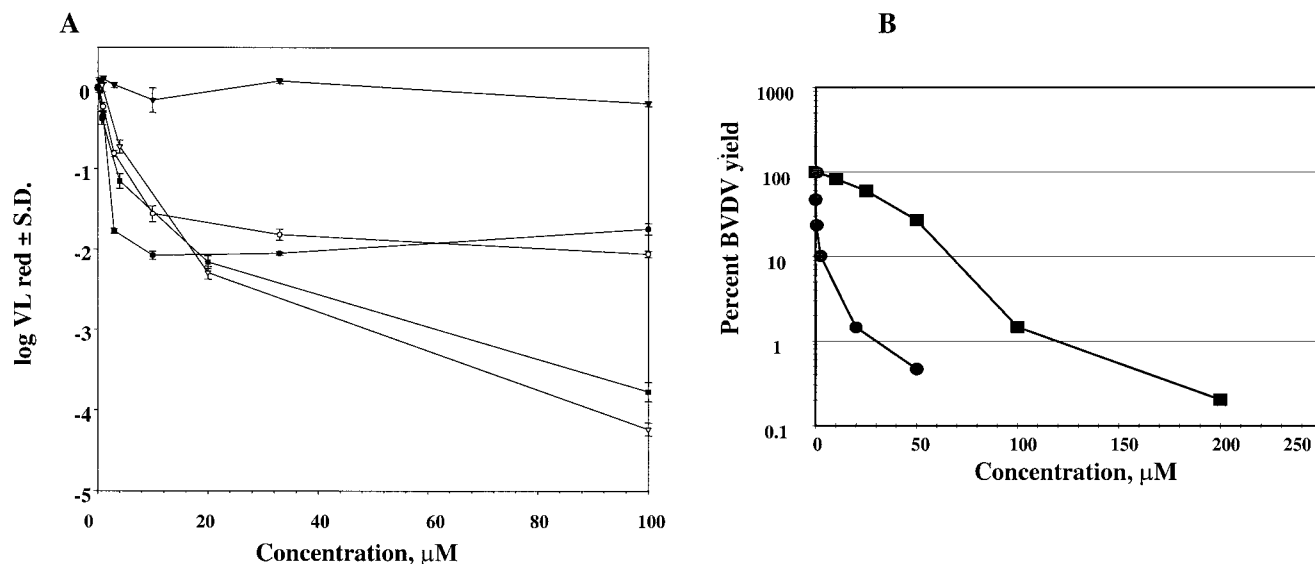 A
log VL red ± S.D.
0
-1
-2
-3
-4
-5
0 20 40 60 80 100
Concentration, μM
B
Percent BVDV yield
1000
100
10
1
0.1
0 50 100 150 200 250
Concentration, μM